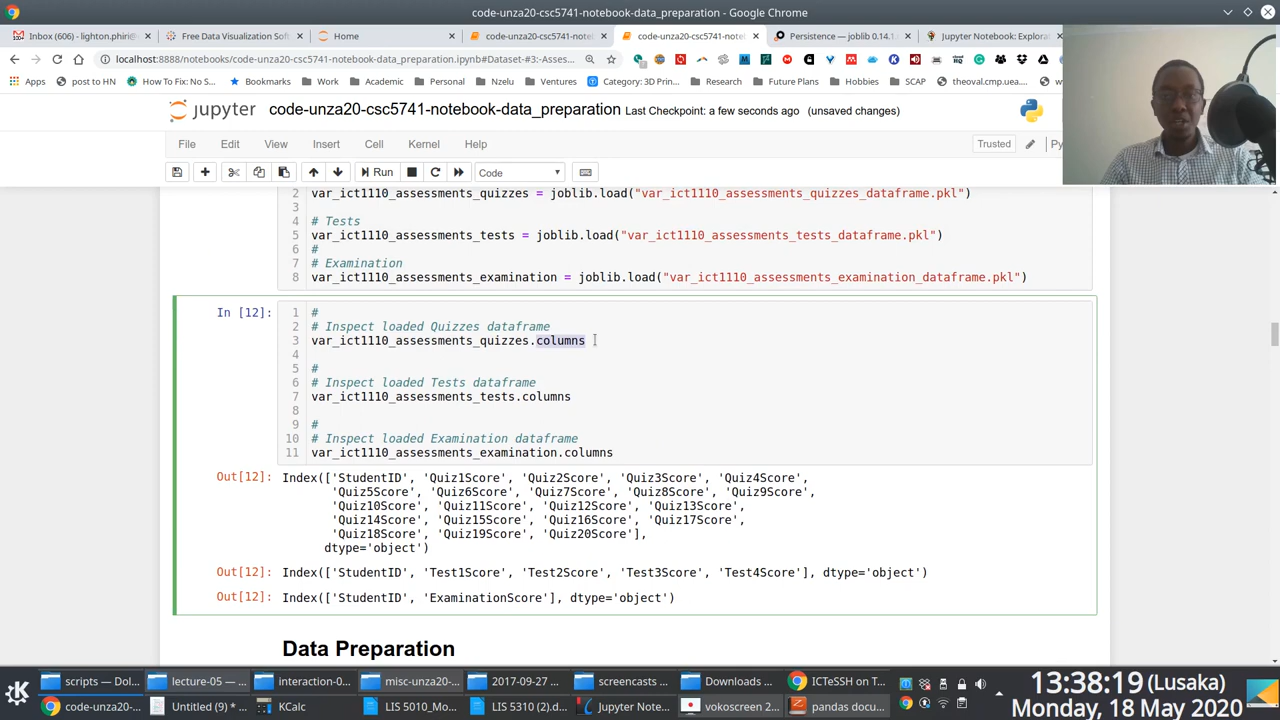 code-unza20-csc5741-notebook-data_preparation - Google Chrome
Inbox (606) - lighton.phiri@
Free Data Visualization Sof
Home
code-unza20-csc5741-note
code-unza20-csc5741-note
Persistence — joblib 0.14.1
Jupyter Notebook: Explora
localhost:8888/notebooks/code-unza20-csc5741-notebook-data_preparation.ipynb#Dataset-#3:-Asses...
Apps
post to HN
How To Fix: No S...
Bookmarks
Work
Academic
Personal
Nzelu
Ventures
Category: 3D Prin...
Research
Future Plans
Hobbies
SCAP
theoval.cmp.uea...
jupyter code-unza20-csc5741-notebook-data_preparation Last Checkpoint: a few seconds ago (unsaved changes)
File Edit View Insert Cell Kernel Help
Trusted
Run
Code
2 var_ict1110_assessments_quizzes = joblib.load("var_ict1110_assessments_quizzes_dataframe.pkl")
3
4 # Tests
5 var_ict1110_assessments_tests = joblib.load("var_ict1110_assessments_tests_dataframe.pkl")
6 #
7 # Examination
8 var_ict1110_assessments_examination = joblib.load("var_ict1110_assessments_examination_dataframe.pkl")
In [12]:
1 #
2 # Inspect loaded Quizzes dataframe
3 var_ict1110_assessments_quizzes.columns
4
5 #
6 # Inspect loaded Tests dataframe
7 var_ict1110_assessments_tests.columns
8
9 #
10 # Inspect loaded Examination dataframe
11 var_ict1110_assessments_examination.columns
Out[12]: Index(['StudentID', 'Quiz1Score', 'Quiz2Score', 'Quiz3Score', 'Quiz4Score',
'Quiz5Score', 'Quiz6Score', 'Quiz7Score', 'Quiz8Score', 'Quiz9Score',
'Quiz10Score', 'Quiz11Score', 'Quiz12Score', 'Quiz13Score',
'Quiz14Score', 'Quiz15Score', 'Quiz16Score', 'Quiz17Score',
'Quiz18Score', 'Quiz19Score', 'Quiz20Score'],
dtype='object')
Out[12]: Index(['StudentID', 'Test1Score', 'Test2Score', 'Test3Score', 'Test4Score'], dtype='object')
Out[12]: Index(['StudentID', 'ExaminationScore'], dtype='object')
Data Preparation
scripts — Dol...
lecture-05 — ...
interaction-0...
misc-unza20-...
2017-09-27 ...
screencasts ...
Downloads ...
ICTeSSH on T...
code-unza20-...
Untitled (9) * ...
KCalc
LIS 5010_Mo...
LIS 5310 (2).d...
Jupyter Note...
vokoscreen 2...
pandas docu...
13:38:19 (Lusaka)
Monday, 18 May 2020